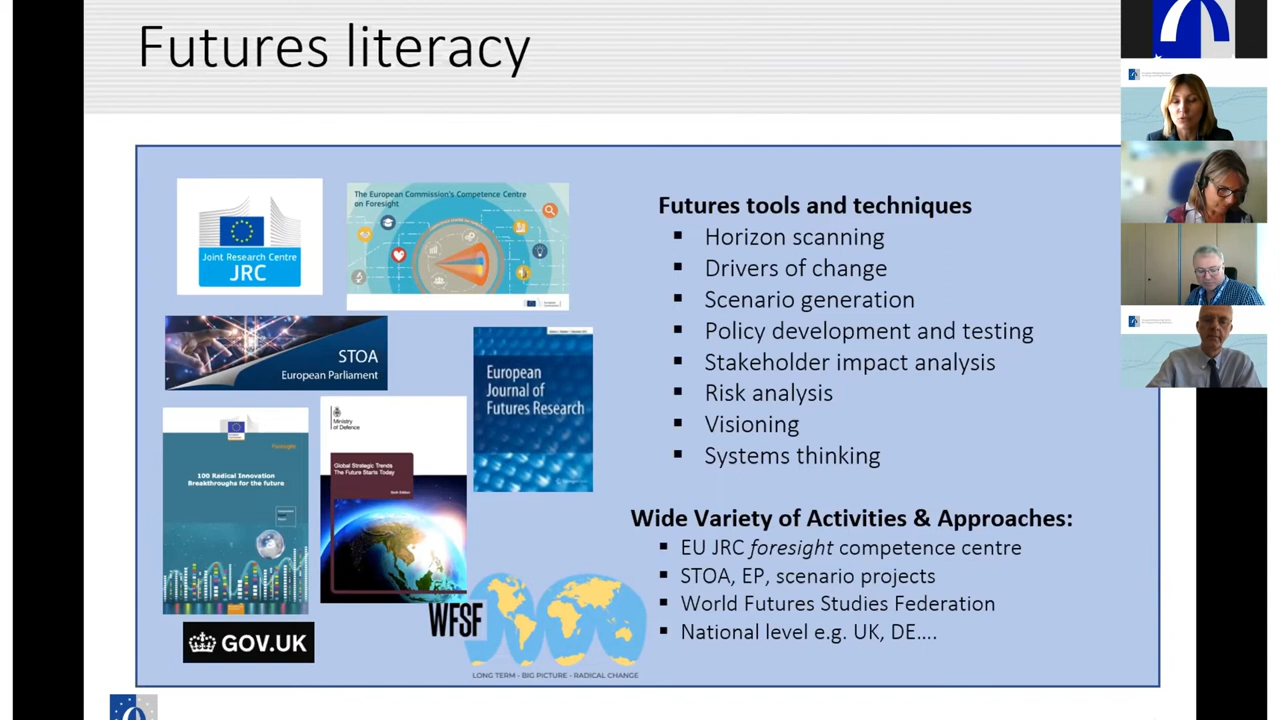 Futures literacy
Joint Research Centre
JRC
The European Commission's Competence Centre
on Foresight
STOA
European Parliament
European
Journal of
Futures Research
100 Radical Innovation
Breakthroughs for the future
Ministry
of Defence
Global Strategic Trends
The Future Starts Today
Sixth Edition
GOV.UK
WFSF
LONG TERM - BIG PICTURE - RADICAL CHANGE
Futures tools and techniques
▪ Horizon scanning
▪ Drivers of change
▪ Scenario generation
▪ Policy development and testing
▪ Stakeholder impact analysis
▪ Risk analysis
▪ Visioning
▪ Systems thinking
Wide Variety of Activities & Approaches:
▪ EU JRC foresight competence centre
▪ STOA, EP, scenario projects
▪ World Futures Studies Federation
▪ National level e.g. UK, DE....